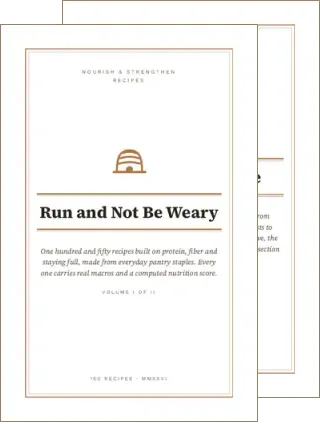 NOURISH & STRENGTHEN
RECIPES
Run and Not Be Weary
One hundred and fifty recipes built on protein, fiber and
staying full, made from everyday pantry staples. Every
one carries real macros and a computed nutrition score.
VOLUME I OF II
150 RECIPES · MMXXVI
the
section